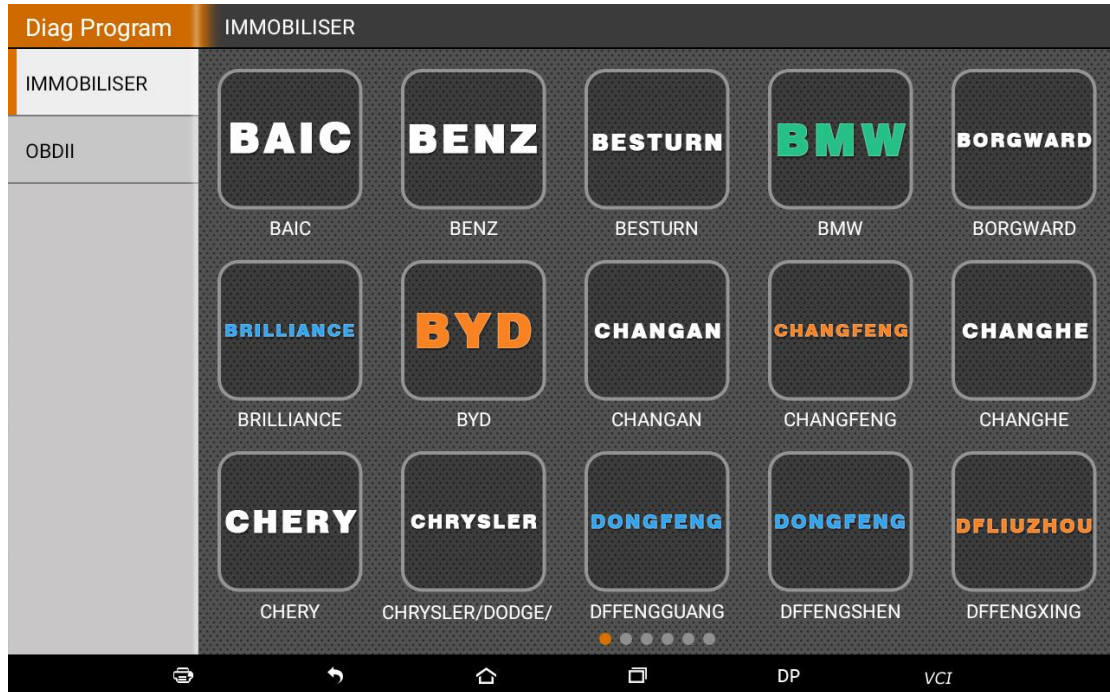 Diag Program
IMMOBILISER
IMMOBILISER
OBDII
BAIC
BENZ
BESTURN
BMW
BORGWARD
BAIC
BENZ
BESTURN
BMW
BORGWARD
BRILLIANCE
BYD
CHANGAN
CHANGFENG
CHANGHE
BRILLIANCE
BYD
CHANGAN
CHANGFENG
CHANGHE
CHERY
CHRYSLER
DONGFENG
DONGFENG
DFLIUZHOU
CHERY
CHRYSLER/DODGE/
DFFENGGUANG
DFFENGSHEN
DFFENGXING
DP
VCI